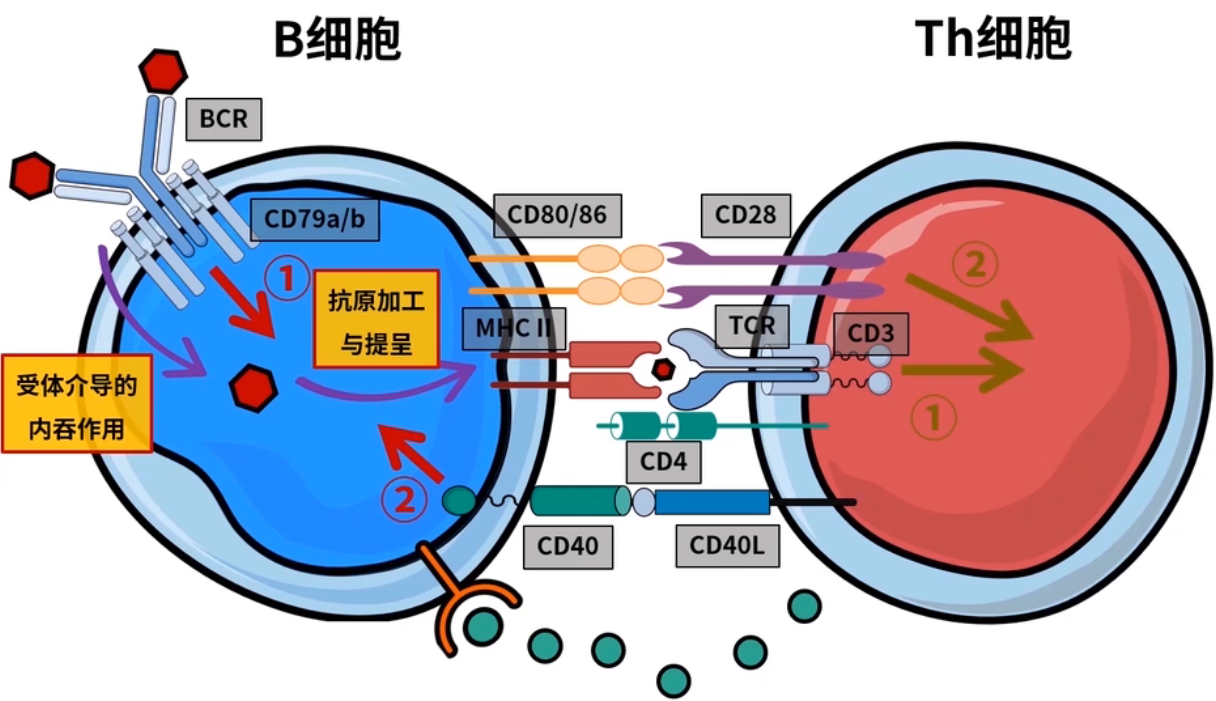 B细胞
Th细胞
BCR
CD79a/b
CD80/86
CD28
①
②
抗原加工
与提呈
MHC II
TCR
CD3
受体介导的
内吞作用
①
CD4
②
CD40
CD40L